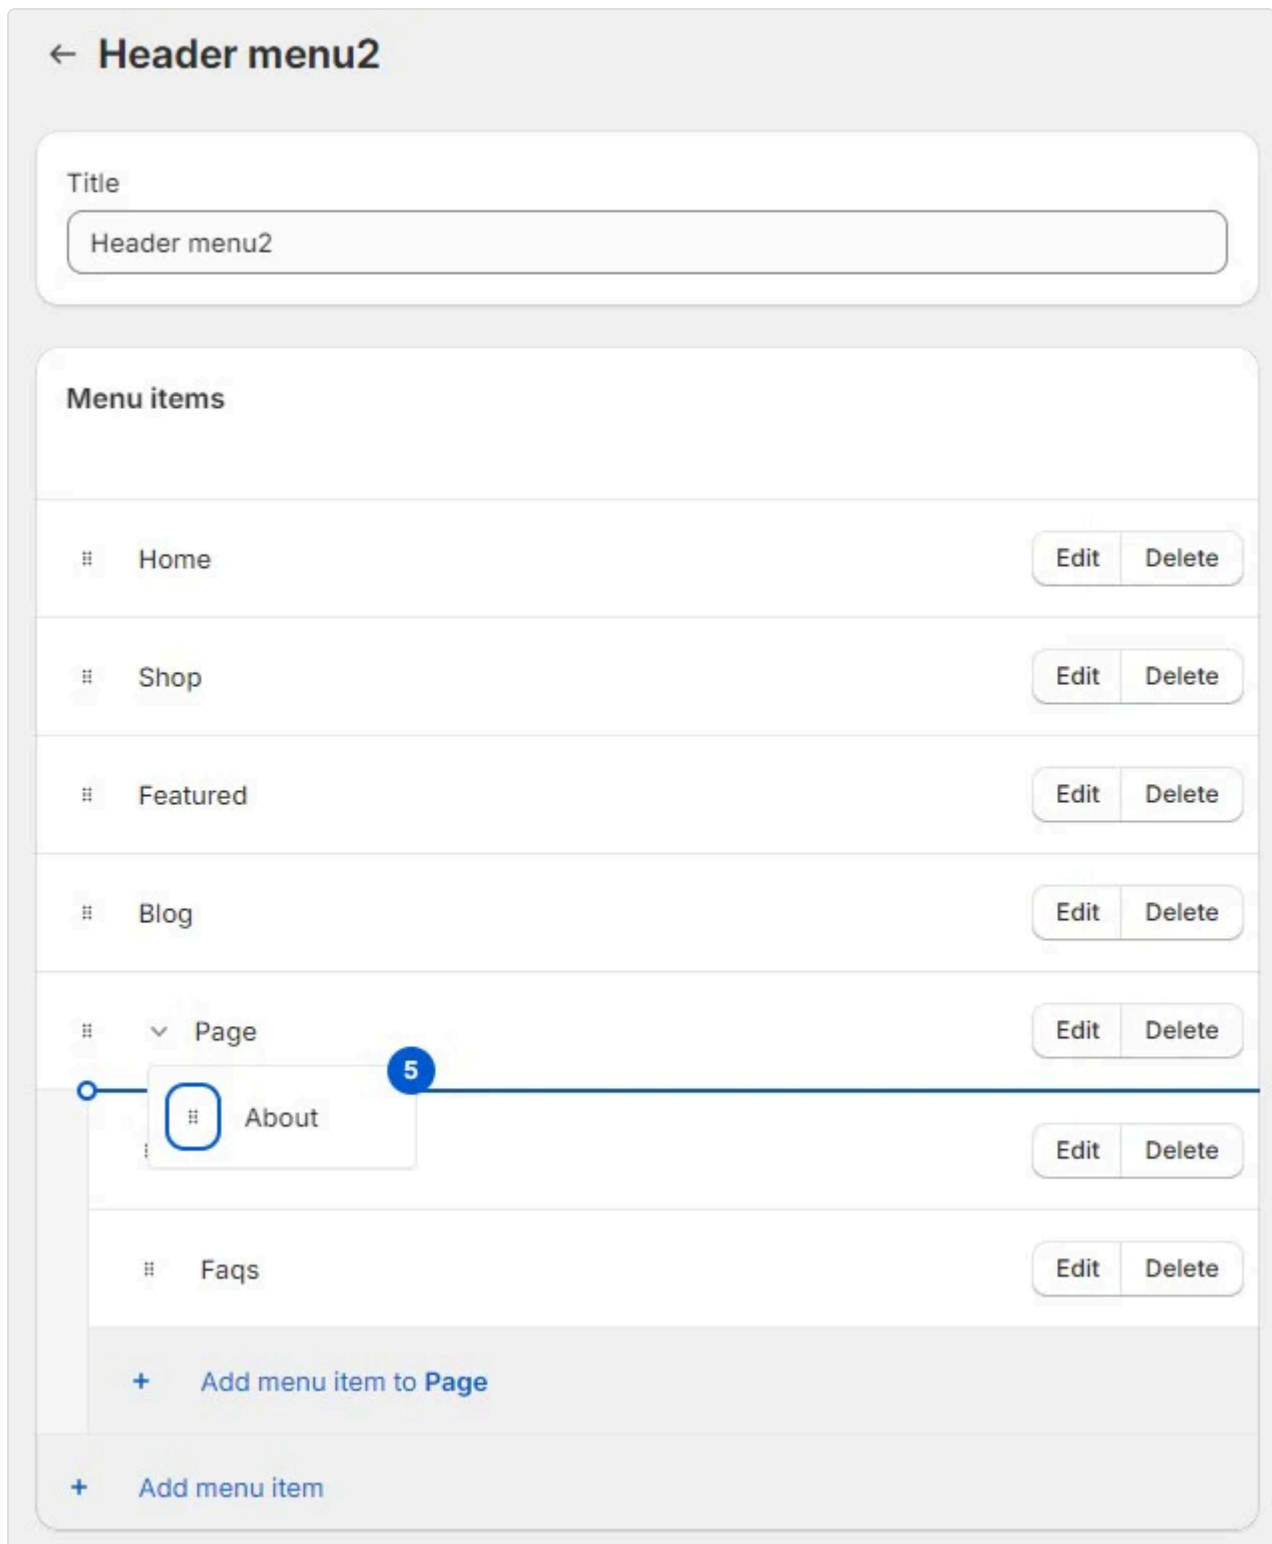 Header menu2
Title
Header menu2
Menu items
Home Edit Delete
Shop Edit Delete
Featured Edit Delete
Blog Edit Delete
Page Edit Delete
5
About
Edit Delete
Faqs Edit Delete
+ Add menu item to Page
+ Add menu item